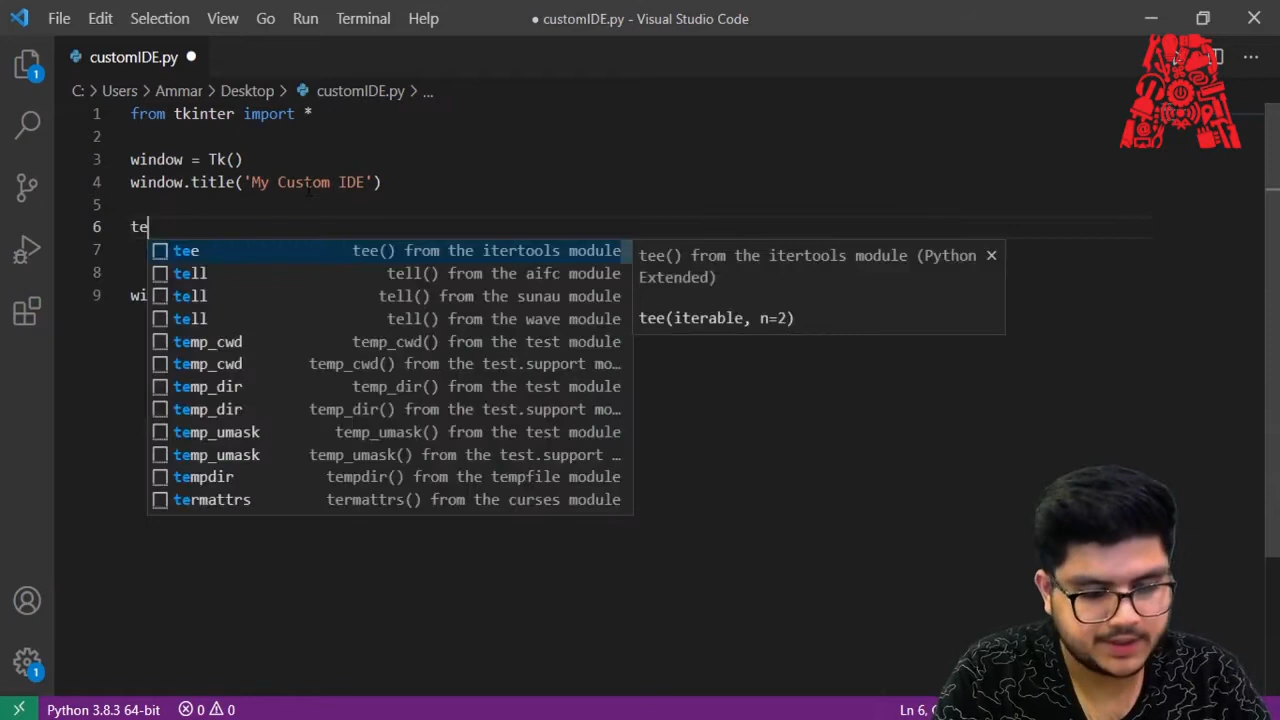 File Edit Selection View Go Run Terminal Help
● customIDE.py - Visual Studio Code
customIDE.py ●
C: > Users > Ammar > Desktop > customIDE.py > ...
1 from tkinter import *
2
3 window = Tk()
4 window.title('My Custom IDE')
5
6 te
7
8
9 wi
tee tee() from the itertools module
tell tell() from the aifc module
tell tell() from the sunau module
tell tell() from the wave module
temp_cwd temp_cwd() from the test module
temp_cwd temp_cwd() from the test.support mo…
temp_dir temp_dir() from the test module
temp_dir temp_dir() from the test.support mo…
temp_umask temp_umask() from the test module
temp_umask temp_umask() from the test.support …
tempdir tempdir() from the tempfile module
termattrs termattrs() from the curses module
tee() from the itertools module (Python
Extended)
tee(iterable, n=2)
1
1
Python 3.8.3 64-bit 0 0 Ln 6,